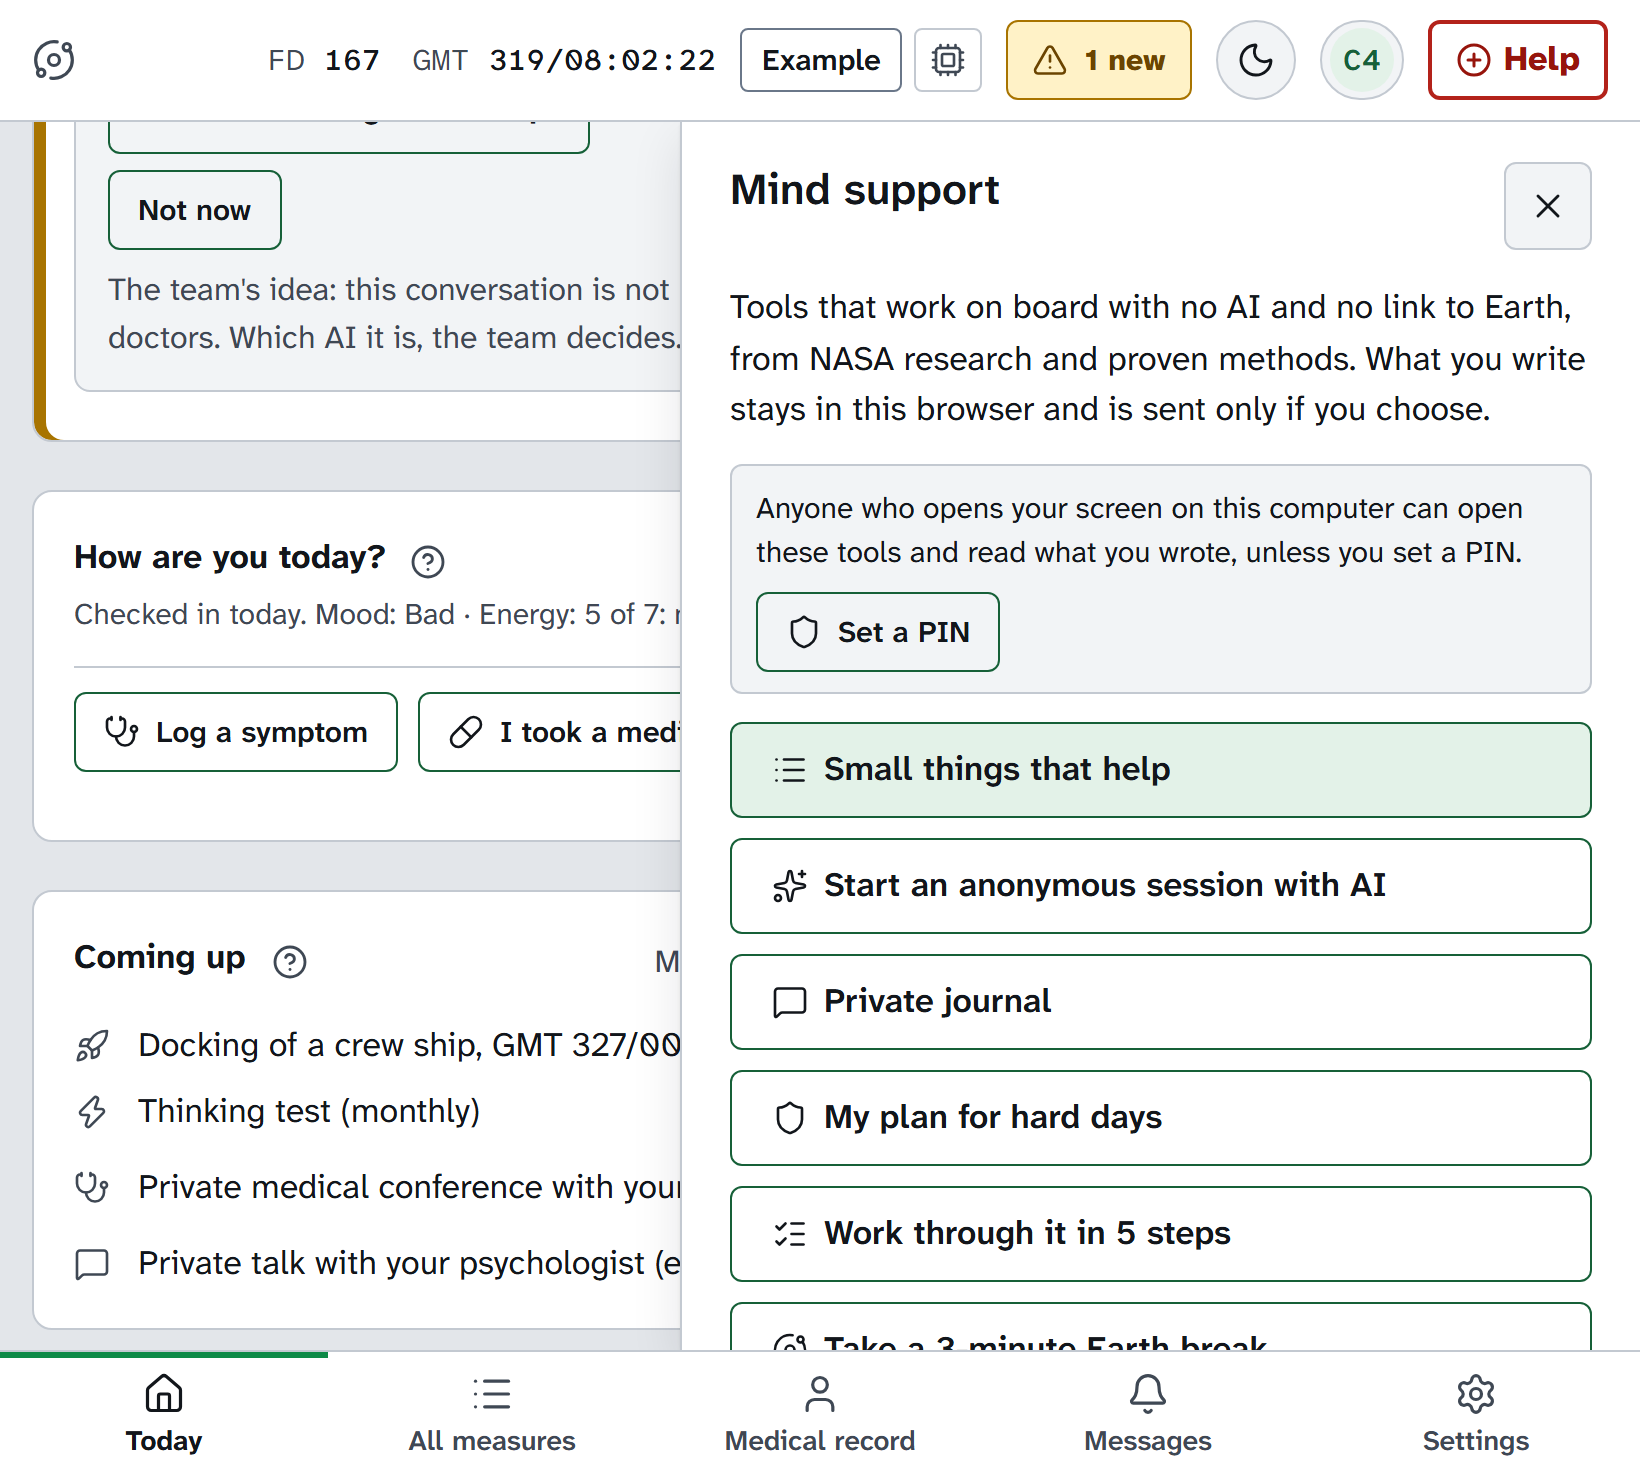 FD 167 GMT 319/08:02:22
Example
1 new
C4
Help
Not now
The team's idea: this conversation is not
doctors. Which AI it is, the team decides.
How are you today?
Checked in today. Mood: Bad · Energy: 5 of 7:
Log a symptom
I took a med
Coming up
M
Docking of a crew ship, GMT 327/00
Thinking test (monthly)
Private medical conference with your
Private talk with your psychologist (e
Mind support
Tools that work on board with no AI and no link to Earth,
from NASA research and proven methods. What you write
stays in this browser and is sent only if you choose.
Anyone who opens your screen on this computer can open
these tools and read what you wrote, unless you set a PIN.
Set a PIN
Small things that help
Start an anonymous session with AI
Private journal
My plan for hard days
Work through it in 5 steps
Take a 3-minute Earth break
Today
All measures
Medical record
Messages
Settings